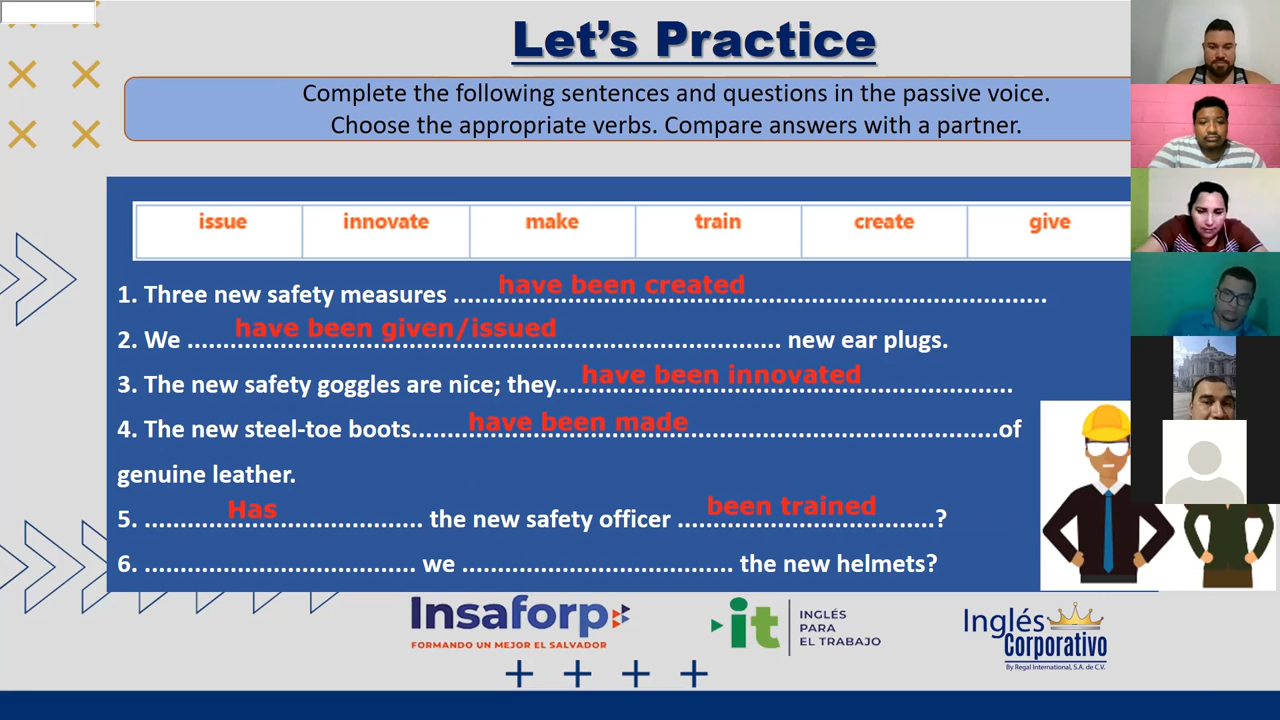 Let's Practice
Complete the following sentences and questions in the passive voice.
Choose the appropriate verbs. Compare answers with a partner.
issue innovate make train create give
1. Three new safety measures ...... have been created ......
2. We ...... have been given/issued ...... new ear plugs.
3. The new safety goggles are nice; they...... have been innovated ......
4. The new steel-toe boots...... have been made ......of
genuine leather.
5. ...... Has ...... the new safety officer ...... been trained ......?
6. ...... we ...... the new helmets?
Insaforp
FORMANDO UN MEJOR EL SALVADOR
it
INGLÉS
PARA
EL TRABAJO
Inglés
Corporativo
By Regal International, S.A. de C.V.